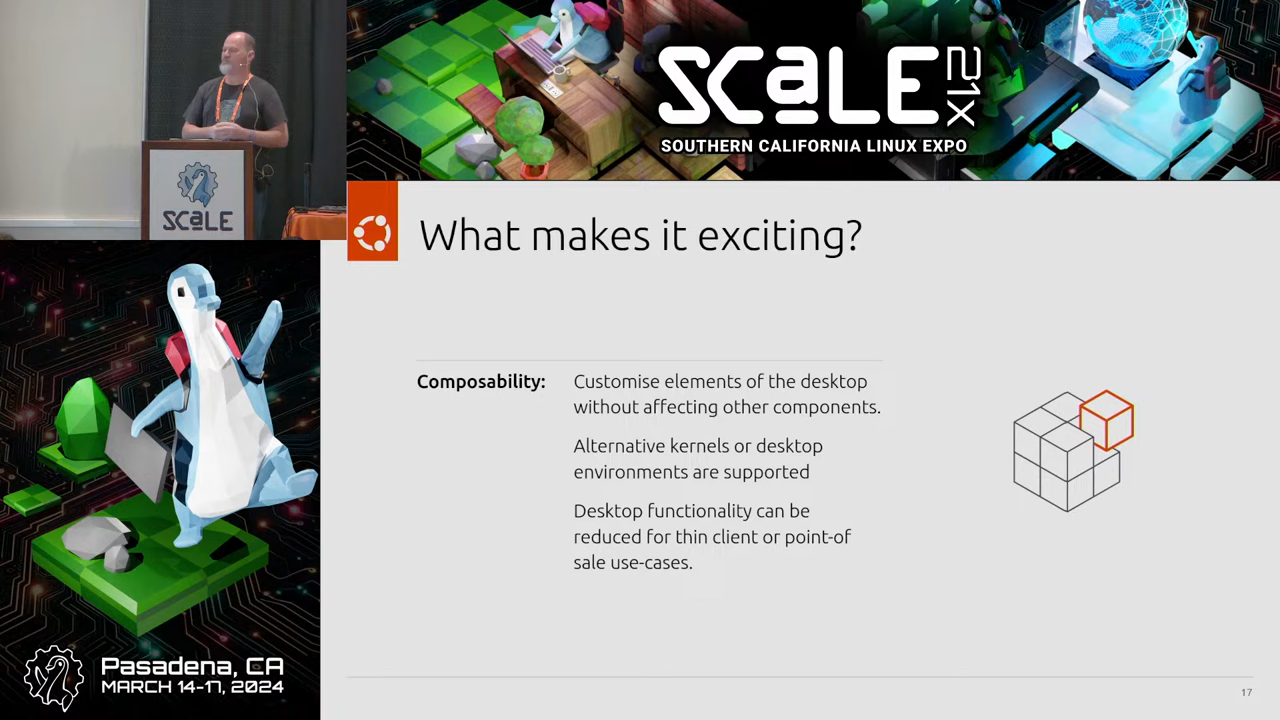 SCALE
21X
SOUTHERN CALIFORNIA LINUX EXPO
SCALE
What makes it exciting?
Composability:
Customise elements of the desktop
without affecting other components.
Alternative kernels or desktop
environments are supported
Desktop functionality can be
reduced for thin client or point-of
sale use-cases.
Pasadena, CA
MARCH 14-17, 2024
17